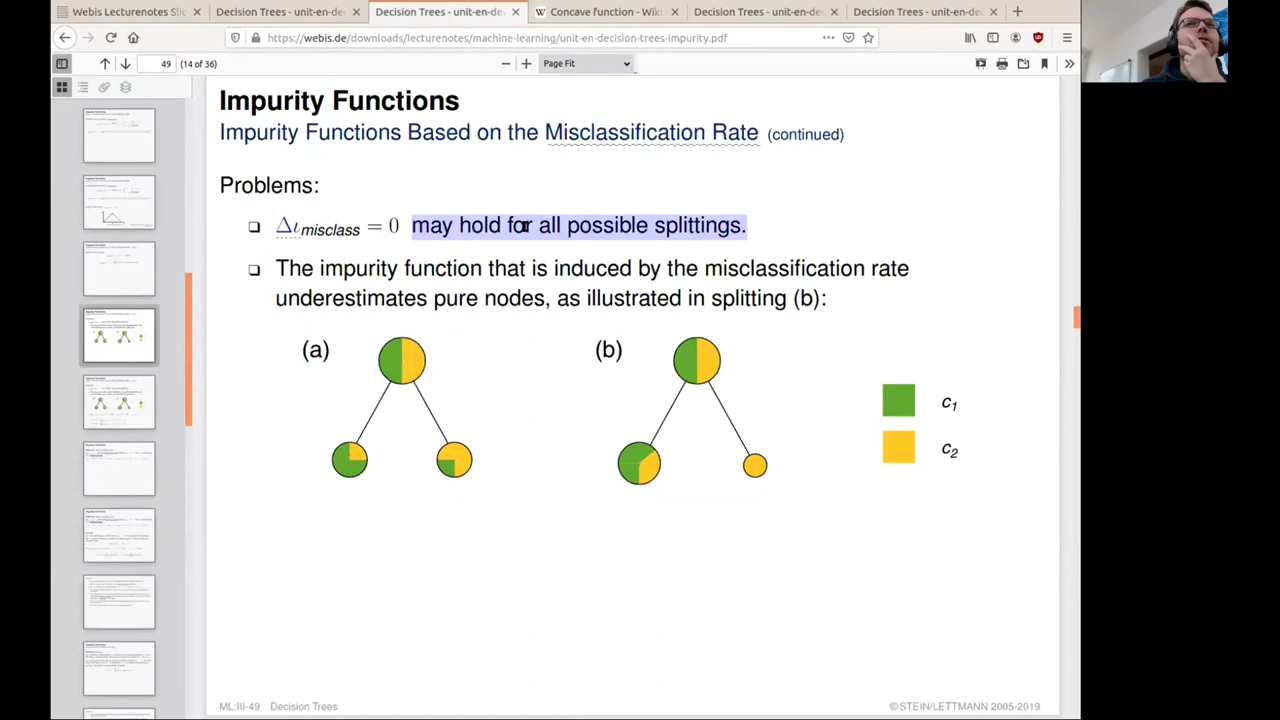 Webis Lecturenotes Slic
Decision Trees - unit-en-de
Decision Trees - unit-en-de
Concave function - Wiki
Decision Trees - unit-en-de
Decision Trees - unit-en-de
https://webis.de/downloads/lecturenotes/machine-learning/unit-en-decision-trees-impurity.pdf
49 (14 of 36)
Page Fit
Impurity Functions
Impurity Functions Based on the Misclassification Rate (continued)
Problems:
❑ Δι_misclass = 0 may hold for all possible splittings.
❑ The impurity function that is induced by the misclassification rate
underestimates pure nodes, as illustrated in splitting (b):
(a)
(b)
c1
c2
ML:III-49 Decision Trees
©STEIN/LETTMANN 2005-2019